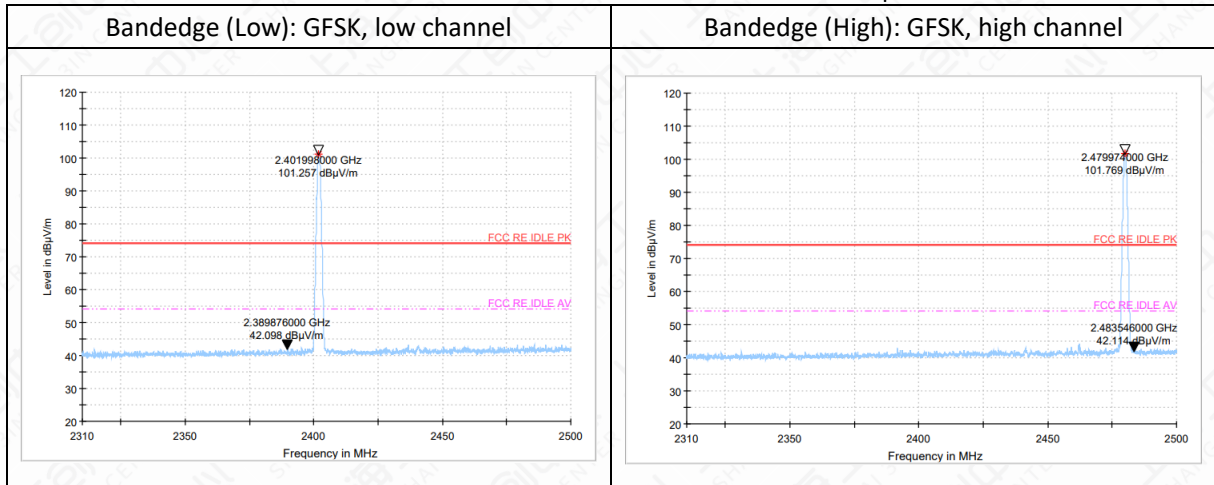 Bandedge (Low): GFSK, low channel
Bandedge (High): GFSK, high channel
120
110
100
90
80
70
60
50
40
30
20
Level in dBµV/m
2.401998000 GHz
101.257 dBµV/m
FCC RE IDLE PK
FCC RE IDLE AV
2.389876000 GHz
42.098 dBµV/m
2310
2350
2400
2450
2500
Frequency in MHz
120
110
100
90
80
70
60
50
40
30
20
Level in dBµV/m
2.479974000 GHz
101.769 dBµV/m
FCC RE IDLE PK
FCC RE IDLE AV
2.483546000 GHz
42.114 dBµV/m
2310
2350
2400
2450
2500
Frequency in MHz